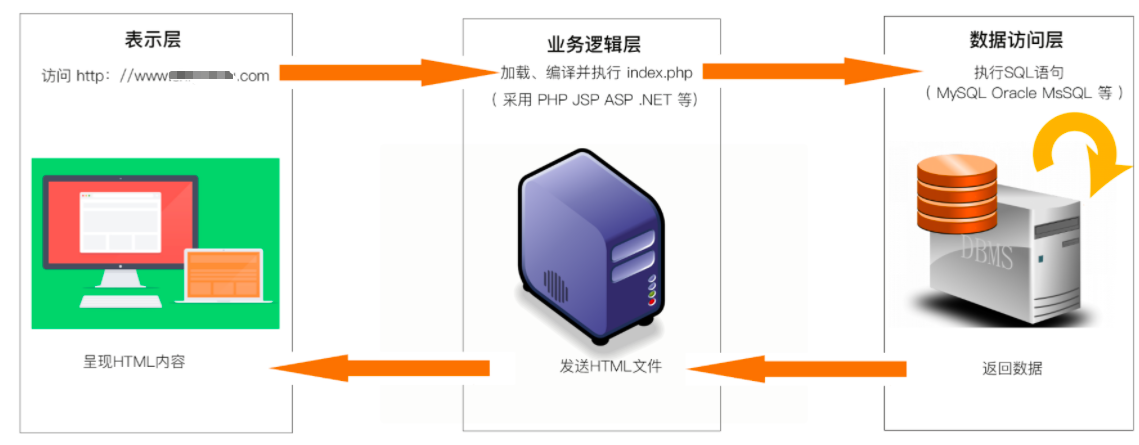 表示层
访问 http：//www. .com
呈现HTML内容
业务逻辑层
加载、编译并执行 index.php
（ 采用 PHP JSP ASP .NET 等）
发送HTML文件
数据访问层
执行SQL语句
（ MySQL Oracle MsSQL 等 ）
DBMS
返回数据